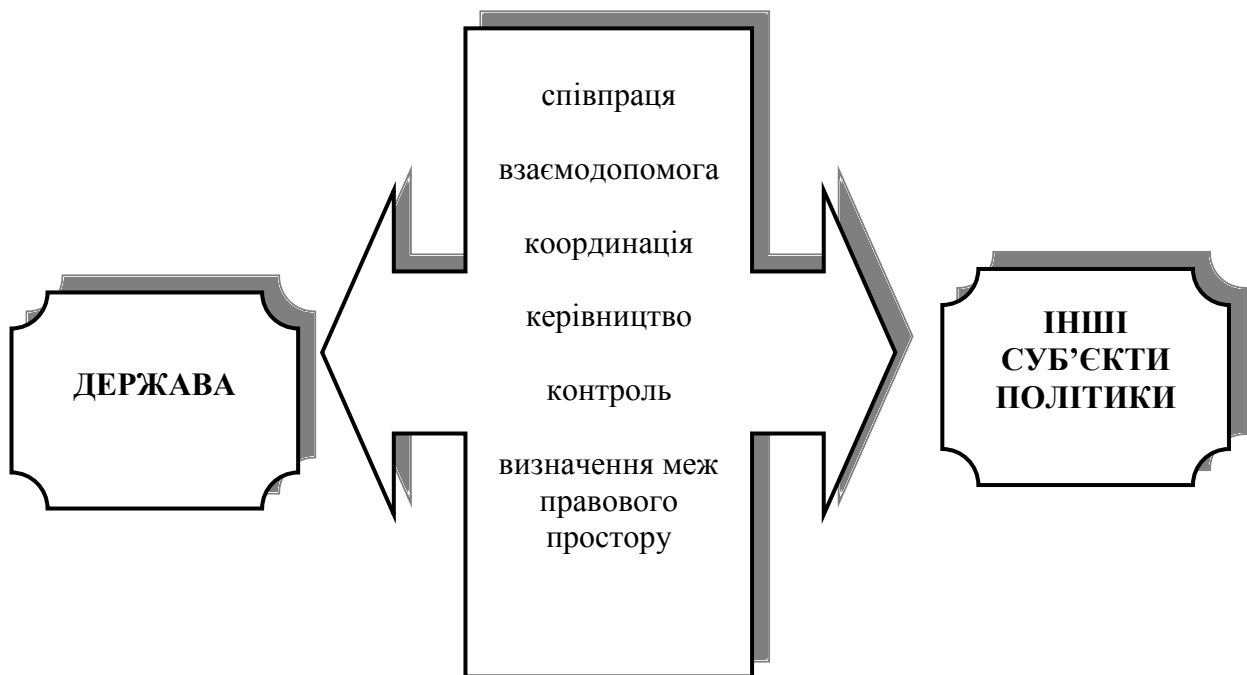 ДЕРЖАВА
співпраця
взаємодопомога
координація
керівництво
контроль
визначення меж
правового
простору
ІНШІ
СУБ’ЄКТИ
ПОЛІТИКИ